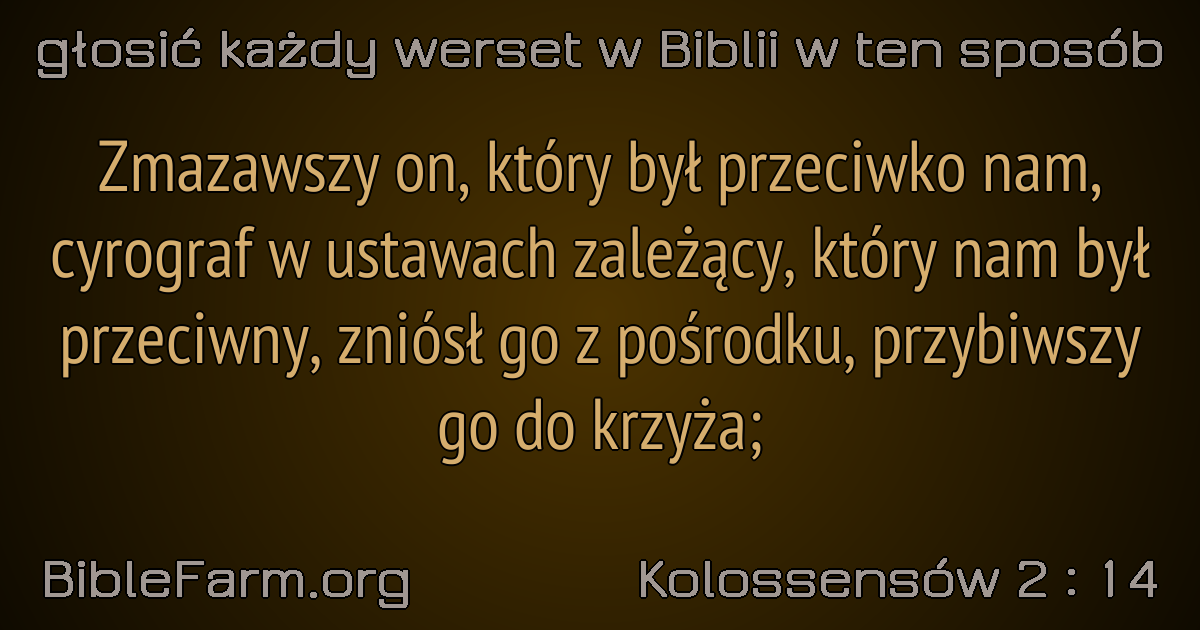 głosić każdy werset w Biblii w ten sposób
Zmazawszy on, który był przeciwko nam,
cyrograf w ustawach zależący, który nam był
przeciwny, zniósł go z pośrodku, przybiwszy
go do krzyża;
BibleFarm.org
Kolossensów 2 : 14